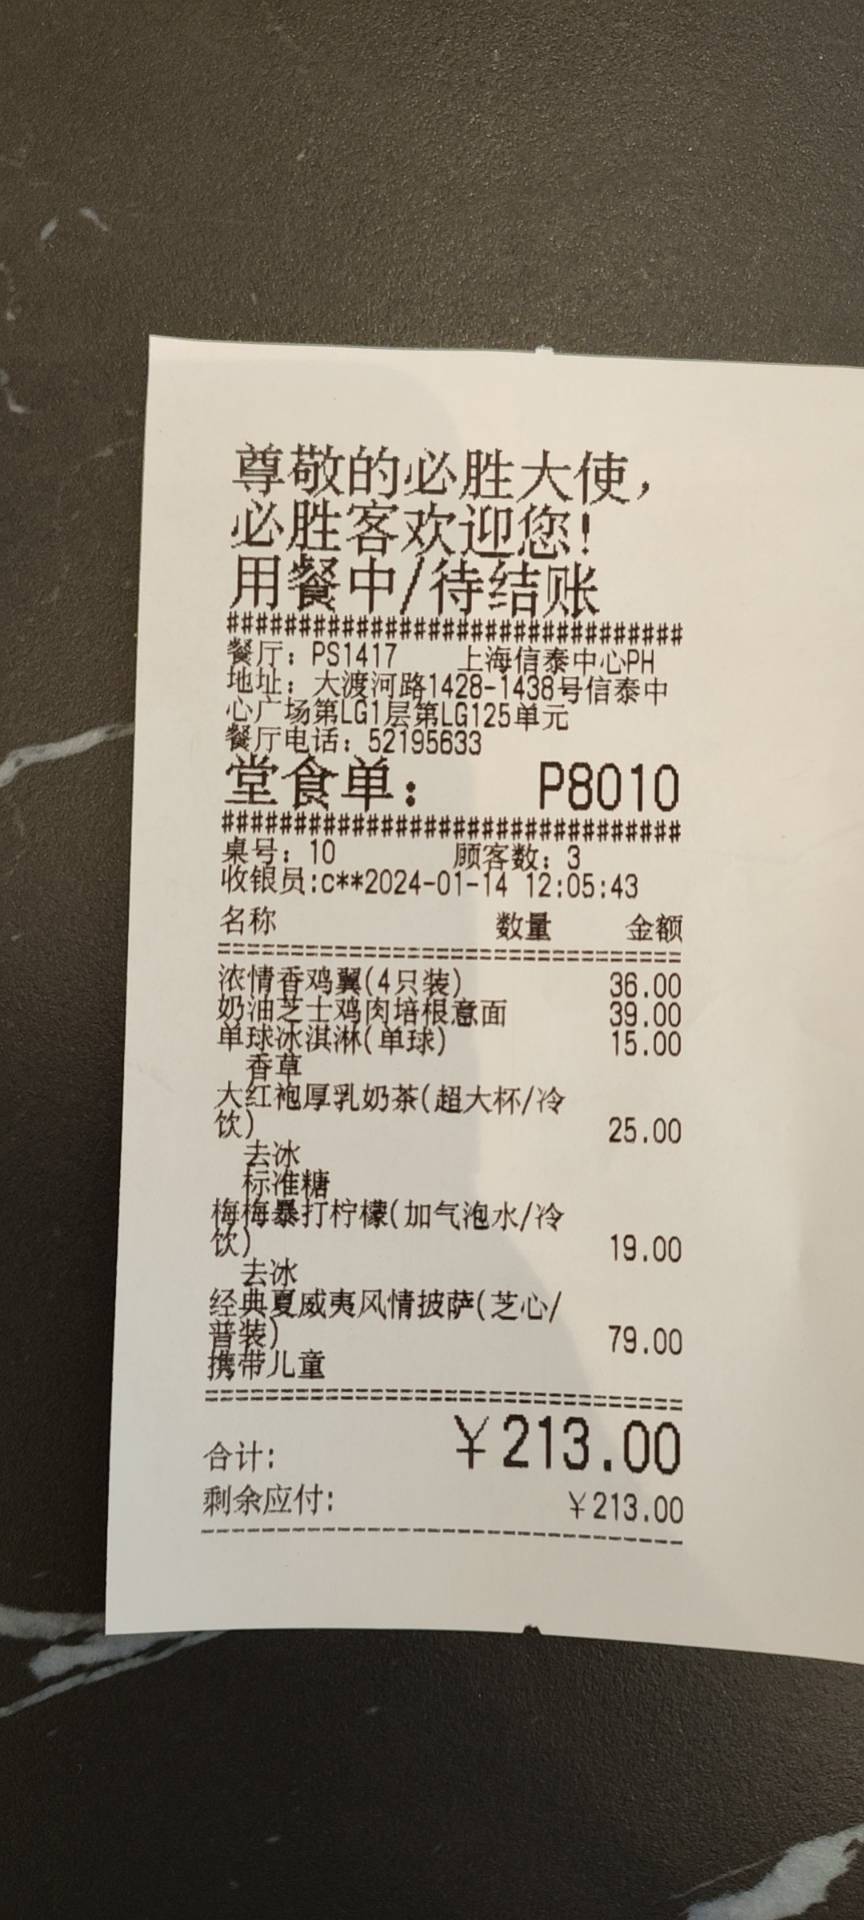 尊敬的必胜大使，
必胜客欢迎您！
用餐中/待结账
################################
餐厅：PS1417 上海信泰中心PH
地址：大渡河路1428-1438号信泰中
心广场第LG1层第LG125单元
餐厅电话：52195633
堂食单： P8010
################################
桌号：10 顾客数：3
收银员:c**2024-01-14 12:05:43
名称 数量 金额
================================
浓情香鸡翼(4只装) 36.00
奶油芝士鸡肉培根意面 39.00
单球冰淇淋(单球) 15.00
香草
大红袍厚乳奶茶(超大杯/冷
饮) 25.00
去冰
标准糖
梅梅暴打柠檬(加气泡水/冷
饮) 19.00
去冰
经典夏威夷风情披萨(芝心/
普装) 79.00
携带儿童
================================
合计: ￥213.00
剩余应付: ￥213.00
--------------------------------